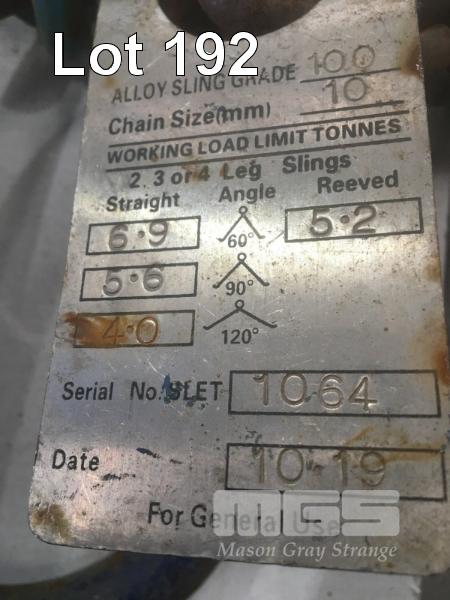 Lot 192
ALLOY SLING GRADE 100
Chain Size(mm) 10
WORKING LOAD LIMIT TONNES
2. 3 or 4 Leg Slings
Straight Angle Reeved
6.9 60° 5.2
5.6 90°
4.0 120°
Serial No. SLET 1064
Date 10-19
For General Use
MGS
Mason Gray Strange